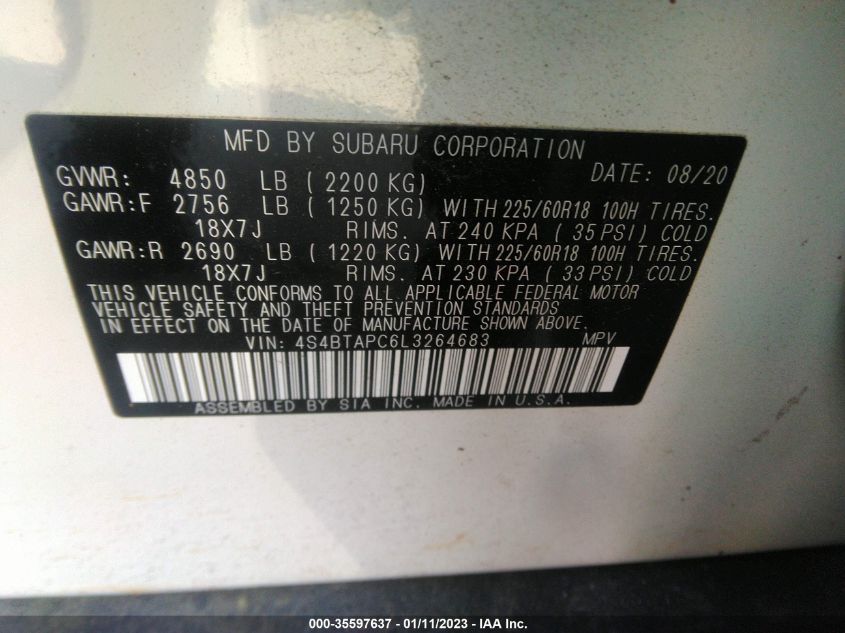 MFD BY SUBARU CORPORATION
GVWR: 4850 LB ( 2200 KG) DATE: 08/20
GAWR:F 2756 LB ( 1250 KG) WITH 225/60R18 100H TIRES.
18X7J RIMS. AT 240 KPA ( 35 PSI) COLD
GAWR:R 2690 LB ( 1220 KG) WITH 225/60R18 100H TIRES.
18X7J RIMS. AT 230 KPA ( 33 PSI) COLD
THIS VEHICLE CONFORMS TO ALL APPLICABLE FEDERAL MOTOR
VEHICLE SAFETY AND THEFT PREVENTION STANDARDS
IN EFFECT ON THE DATE OF MANUFACTURE SHOWN ABOVE.
VIN: 4S4BTAPC6L3264683 MPV
ASSEMBLED BY SIA INC. MADE IN U.S.A.
000-35597637 - 01/11/2023 - IAA Inc.